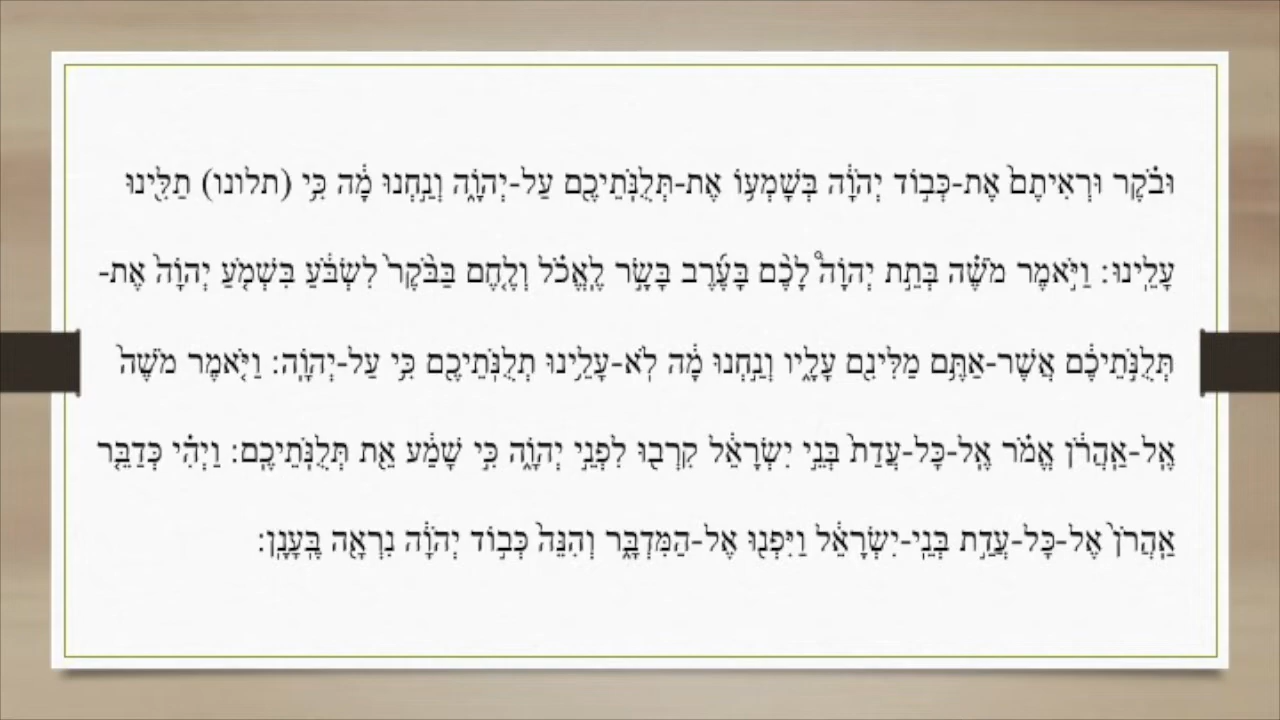 וּבֹ֗קֶר וּרְאִיתֶם֙ אֶת-כְּב֣וֹד יְהוָ֔ה בְּשָׁמְע֥וֹ אֶת-תְּלֻנֹּֽתֵיכֶ֖ם עַל-יְהוָ֑ה וְנַ֣חְנוּ מָ֔ה כִּ֥י (תלונו) תַלִּ֖ינוּ
עָלֵֽינוּ: וַיֹּ֣אמֶר מֹשֶׁ֗ה בְּתֵ֣ת יְהוָה֩ לָכֶ֨ם בָּעֶ֜רֶב בָּשָׂ֣ר לֶֽאֱכֹ֗ל וְלֶ֤חֶם בַּבֹּ֨קֶר֙ לִשְׂבֹּ֔עַ בִּשְׁמֹ֤עַ יְהוָה֙ אֶת-
תְּלֻנֹּ֣תֵיכֶ֔ם אֲשֶׁר-אַתֶּ֥ם מַלִּינִ֖ם עָלָ֑יו וְנַ֣חְנוּ מָ֔ה לֹֽא-עָלֵ֥ינוּ תְלֻנֹּֽתֵיכֶ֖ם כִּ֥י עַל-יְהוָֽה: וַיֹּ֤אמֶר מֹשֶׁה֙
אֶֽל-אַֽהֲרֹ֔ן אֱמֹ֗ר אֶֽל-כָּל-עֲדַת֙ בְּנֵ֣י יִשְׂרָאֵ֔ל קִרְב֖וּ לִפְנֵ֣י יְהוָ֑ה כִּ֣י שָׁמַ֔ע אֵ֖ת תְּלֻנֹּֽתֵיכֶֽם: וַיְהִ֗י כְּדַבֵּ֤ר
אַֽהֲרֹן֙ אֶל-כָּל-עֲדַ֣ת בְּנֵֽי-יִשְׂרָאֵ֔ל וַיִּפְנ֖וּ אֶל-הַמִּדְבָּ֑ר וְהִנֵּה֙ כְּב֣וֹד יְהוָ֔ה נִרְאָ֖ה בֶּֽעָנָֽן: